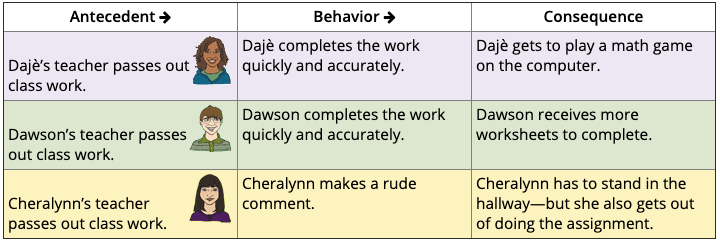 Antecedent → Behavior → Consequence
Dajè's teacher passes out
class work.
Dajè completes the work
quickly and accurately.
Dajè gets to play a math game
on the computer.
Dawson's teacher passes
out class work.
Dawson completes the work
quickly and accurately.
Dawson receives more
worksheets to complete.
Cheralynn's teacher
passes out class work.
Cheralynn makes a rude
comment.
Cheralynn has to stand in the
hallway—but she also gets out
of doing the assignment.